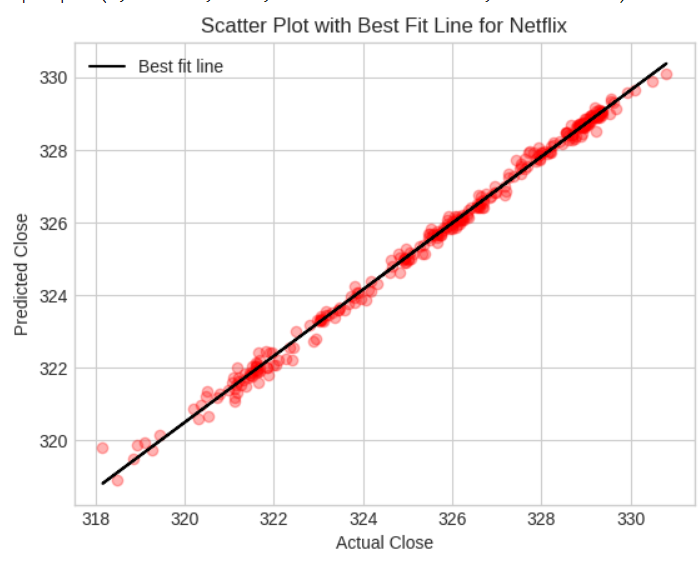 Scatter Plot with Best Fit Line for Netflix
Best fit line
330
328
326
324
322
320
Predicted Close
318 320 322 324 326 328 330
Actual Close